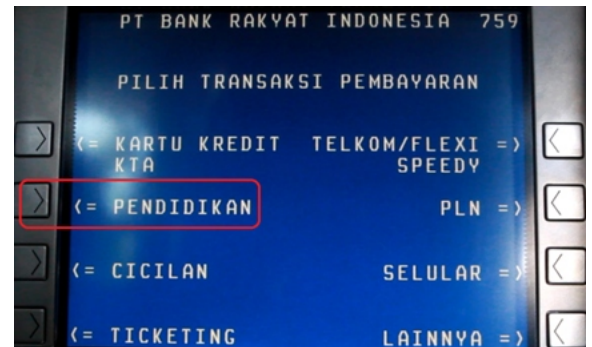 PT BANK RAKYAT INDONESIA 759
PILIH TRANSAKSI PEMBAYARAN
<= KARTU KREDIT TELKOM/FLEXI =>
KTA SPEEDY
<= PENDIDIKAN PLN =>
<= CICILAN SELULAR =>
<= TICKETING LAINNYA =>